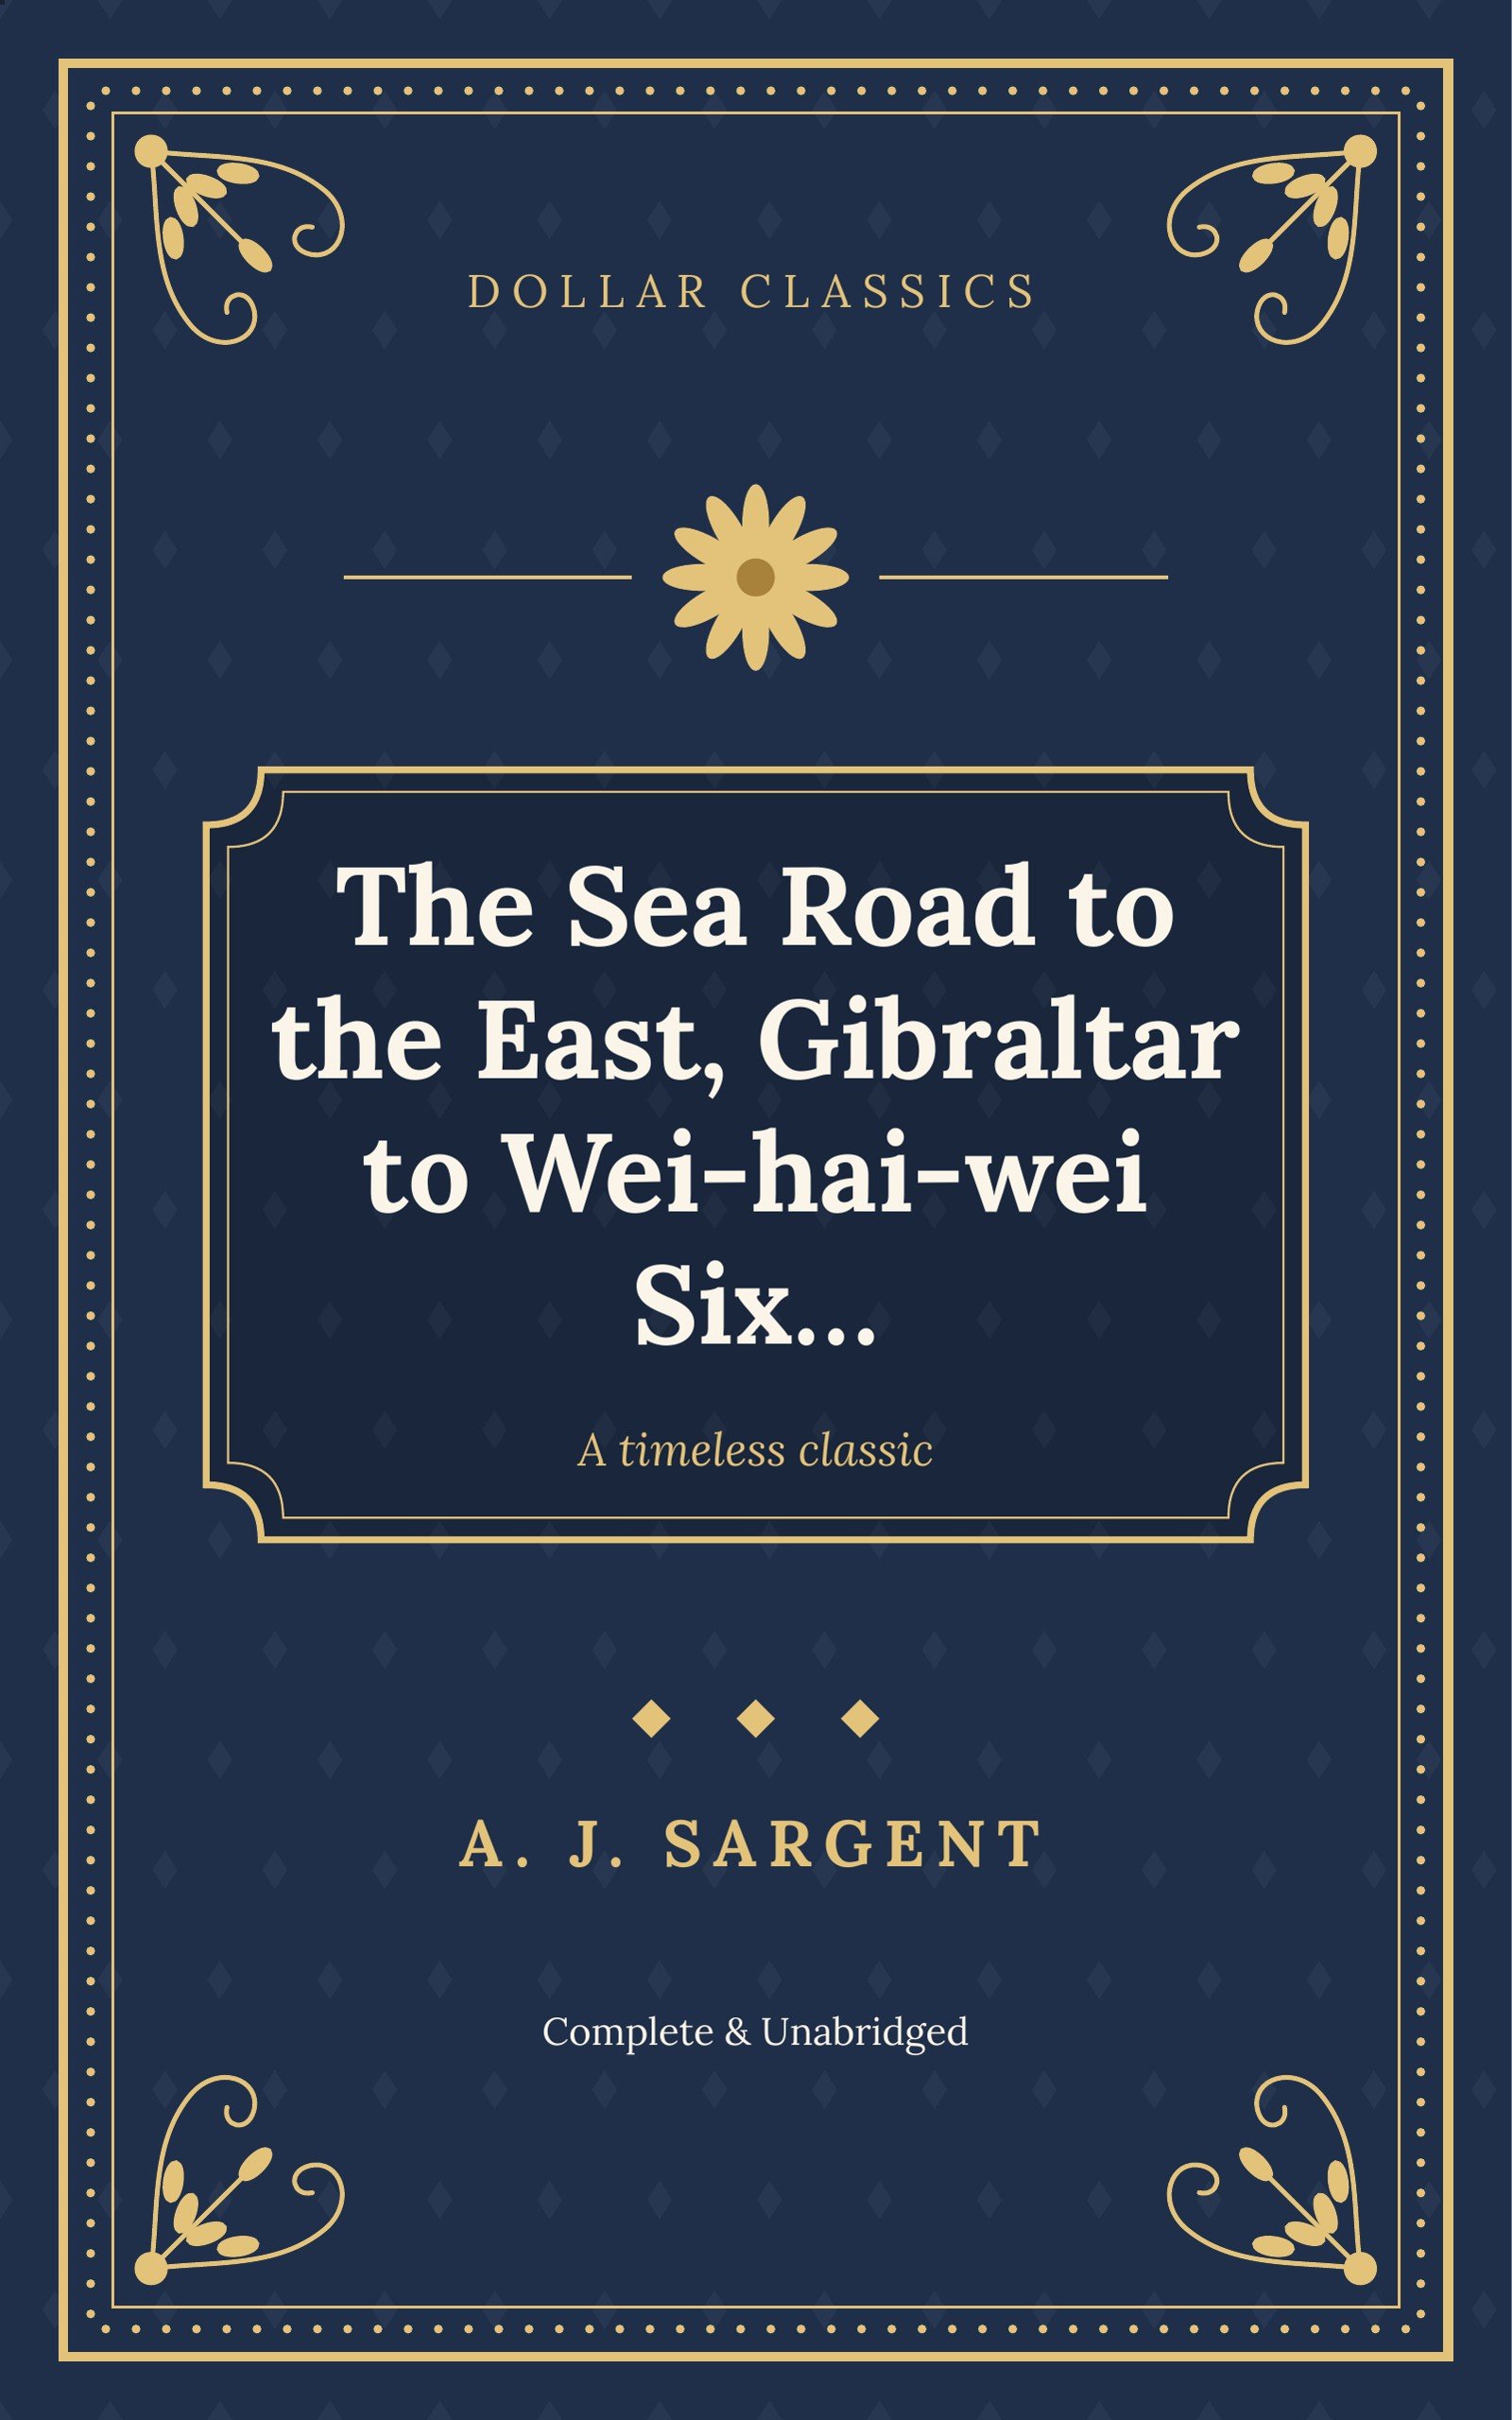 DOLLAR CLASSICS
The Sea Road to
the East, Gibraltar
to Wei-hai-wei
Six...
A timeless classic
A. J. SARGENT
Complete & Unabridged